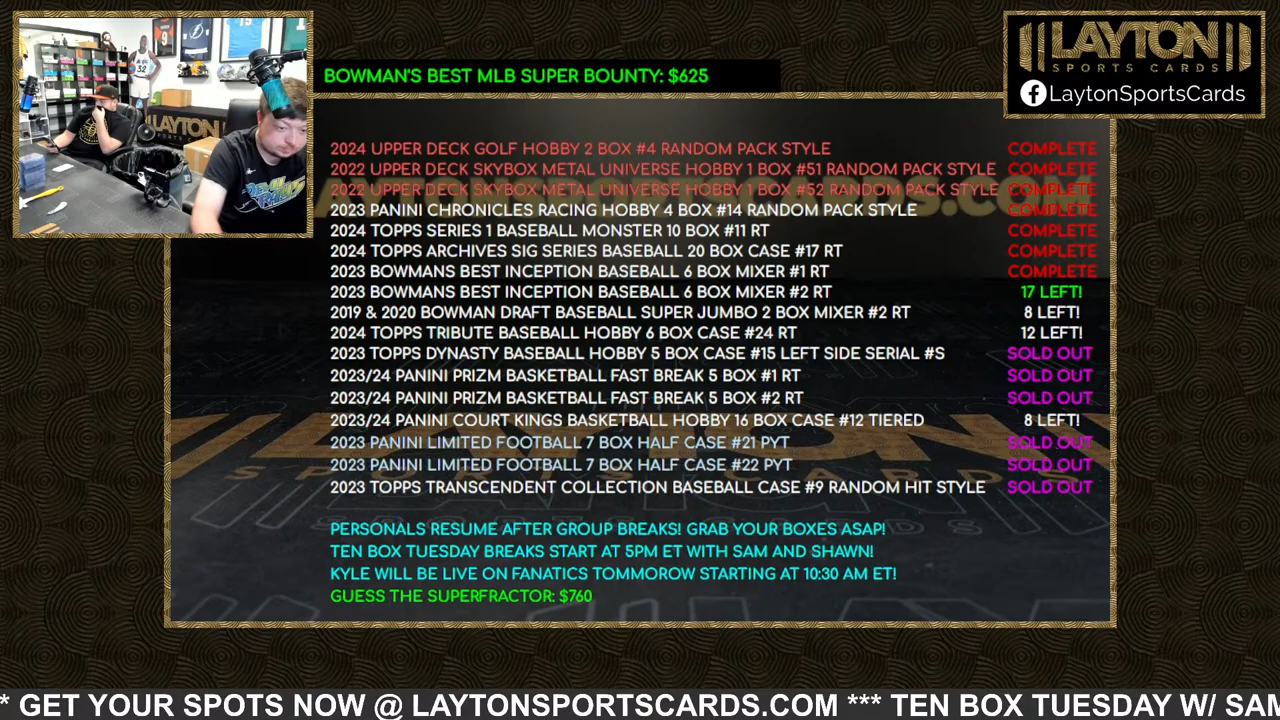 BOWMAN'S BEST MLB SUPER BOUNTY: $625
LAYTON
SPORTS CARDS
LaytonSportsCards
32
LAYTON
2024 UPPER DECK GOLF HOBBY 2 BOX #4 RANDOM PACK STYLE COMPLETE
2022 UPPER DECK SKYBOX METAL UNIVERSE HOBBY 1 BOX #51 RANDOM PACK STYLE COMPLETE
2022 UPPER DECK SKYBOX METAL UNIVERSE HOBBY 1 BOX #52 RANDOM PACK STYLE COMPLETE
2023 PANINI CHRONICLES RACING HOBBY 4 BOX #14 RANDOM PACK STYLE COMPLETE
2024 TOPPS SERIES 1 BASEBALL MONSTER 10 BOX #11 RT COMPLETE
2024 TOPPS ARCHIVES SIG SERIES BASEBALL 20 BOX CASE #17 RT COMPLETE
2023 BOWMANS BEST INCEPTION BASEBALL 6 BOX MIXER #1 RT COMPLETE
2023 BOWMANS BEST INCEPTION BASEBALL 6 BOX MIXER #2 RT 17 LEFT!
2019 & 2020 BOWMAN DRAFT BASEBALL SUPER JUMBO 2 BOX MIXER #2 RT 8 LEFT!
2024 TOPPS TRIBUTE BASEBALL HOBBY 6 BOX CASE #24 RT 12 LEFT!
2023 TOPPS DYNASTY BASEBALL HOBBY 5 BOX CASE #15 LEFT SIDE SERIAL #S SOLD OUT
2023/24 PANINI PRIZM BASKETBALL FAST BREAK 5 BOX #1 RT SOLD OUT
2023/24 PANINI PRIZM BASKETBALL FAST BREAK 5 BOX #2 RT SOLD OUT
2023/24 PANINI COURT KINGS BASKETBALL HOBBY 16 BOX CASE #12 TIERED 8 LEFT!
2023 PANINI LIMITED FOOTBALL 7 BOX HALF CASE #21 PYT SOLD OUT
2023 PANINI LIMITED FOOTBALL 7 BOX HALF CASE #22 PYT SOLD OUT
2023 TOPPS TRANSCENDENT COLLECTION BASEBALL CASE #9 RANDOM HIT STYLE SOLD OUT
PERSONALS RESUME AFTER GROUP BREAKS! GRAB YOUR BOXES ASAP!
TEN BOX TUESDAY BREAKS START AT 5PM ET WITH SAM AND SHAWN!
KYLE WILL BE LIVE ON FANATICS TOMMOROW STARTING AT 10:30 AM ET!
GUESS THE SUPERFRACTOR: $760
* GET YOUR SPOTS NOW @ LAYTONSPORTSCARDS.COM *** TEN BOX TUESDAY W/ SAM